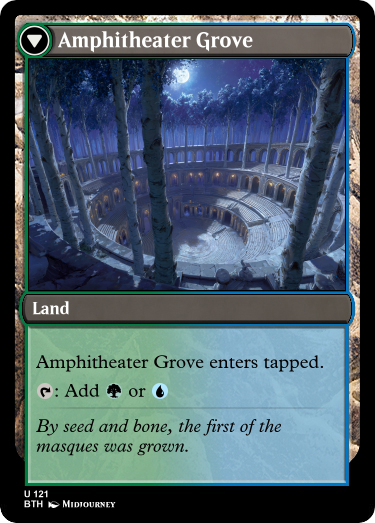 Amphitheater Grove
Land
Amphitheater Grove enters tapped.
: Add or
By seed and bone, the first of the
masques was grown.
U 121
BTH Midjourney